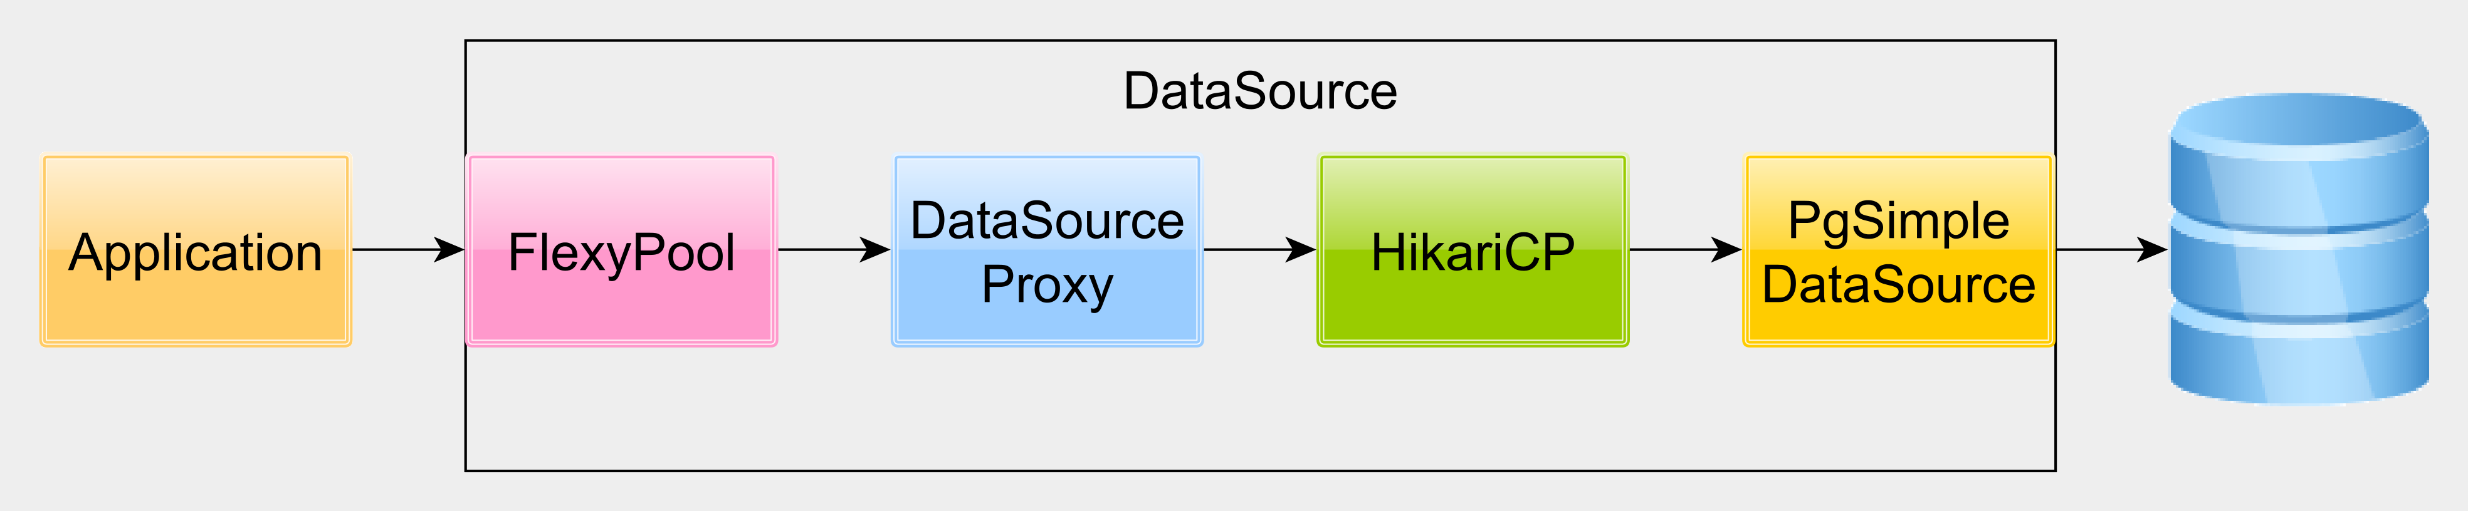 DataSource
Application
FlexyPool
DataSource
Proxy
HikariCP
PgSimple
DataSource